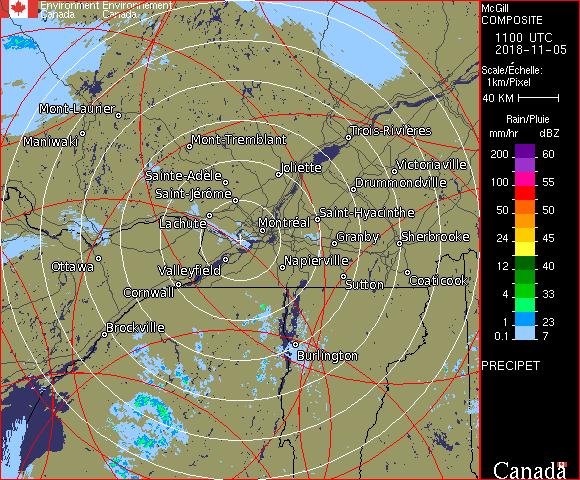 Environment Environnement
Canada Canada
McGill
COMPOSITE
1100 UTC
2018-11-05
Scale/Échelle:
1km/Pixel
40 KM
Rain/Pluie
mm/hr dBZ
200 60
100 55
50 50
24 45
12 40
4 33
1 23
0.1 7
PRECIPET
Canada
Mont-Laurier
Maniwaki
Trois-Rivières
Mont-Tremblant
Victoriaville
Joliette
Sainte-Adèle
Drummondville
Saint-Jérôme
Saint-Hyacinthe
Lachute
Montréal
Granby
Sherbrooke
Ottawa
Valleyfield
Napierville
Coaticook
Sutton
Cornwall
Brockville
Burlington